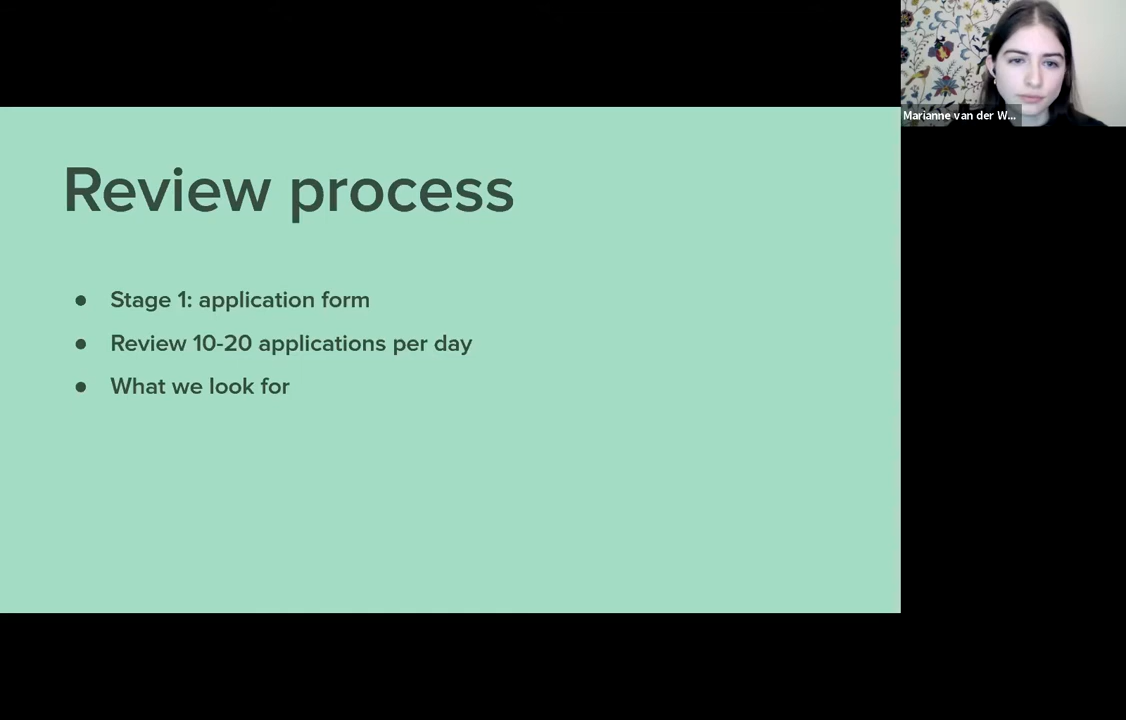 Marianne van der W...
Review process
● Stage 1: application form
● Review 10-20 applications per day
● What we look for